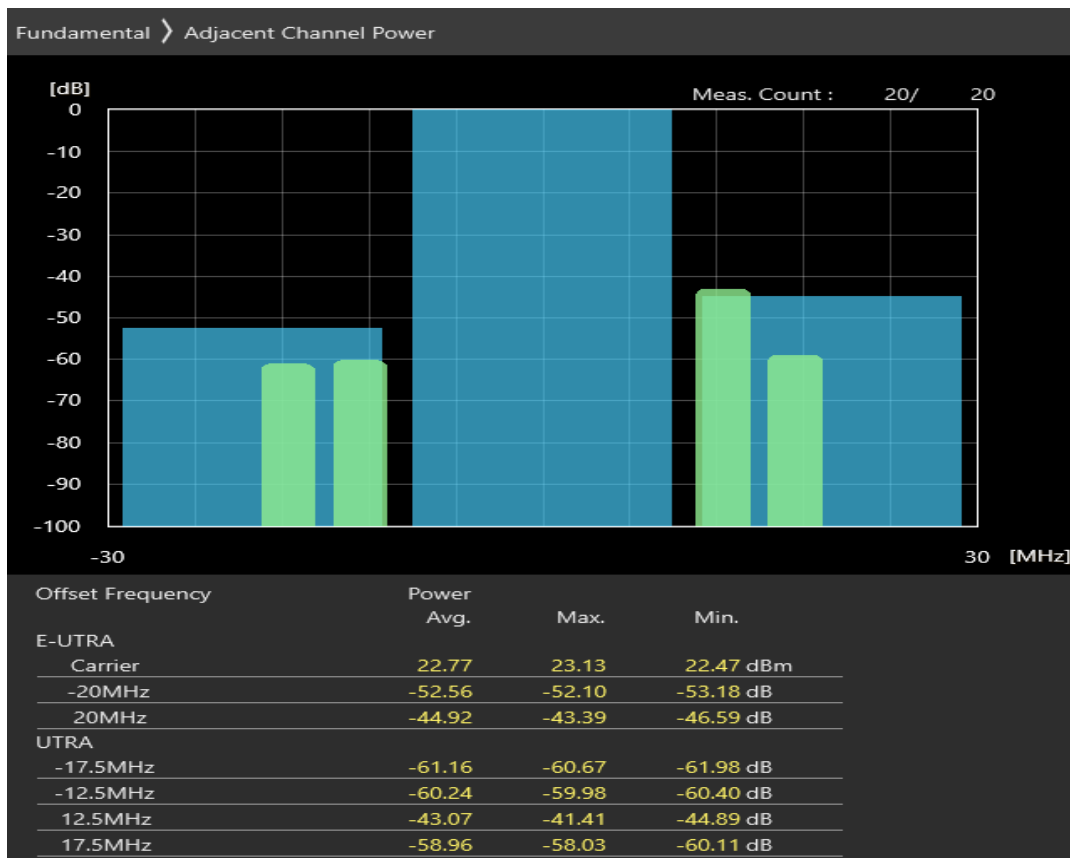 Fundamental 〉 Adjacent Channel Power
[dB]
Meas. Count : 20/ 20
0
-10
-20
-30
-40
-50
-60
-70
-80
-90
-100
-30 30 [MHz]
Offset Frequency Power
Avg. Max. Min.
E-UTRA
Carrier 22.77 23.13 22.47 dBm
-20MHz -52.56 -52.10 -53.18 dB
20MHz -44.92 -43.39 -46.59 dB
UTRA
-17.5MHz -61.16 -60.67 -61.98 dB
-12.5MHz -60.24 -59.98 -60.40 dB
12.5MHz -43.07 -41.41 -44.89 dB
17.5MHz -58.96 -58.03 -60.11 dB